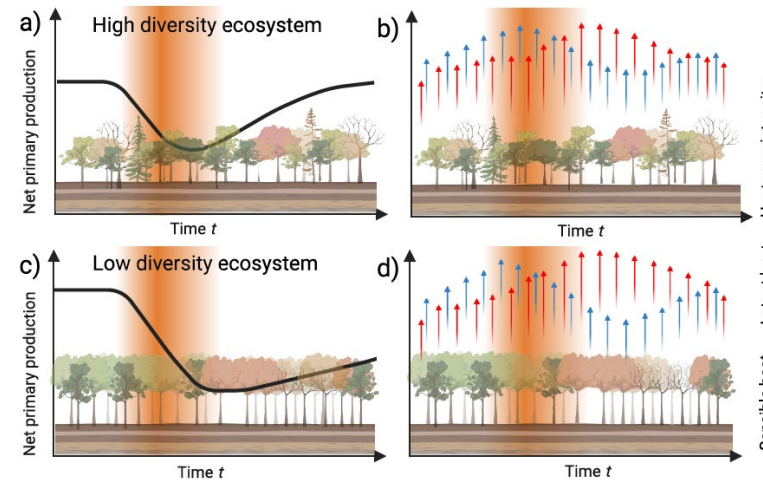 a)
High diversity ecosystem
b)
Net primary production
Time t
Time t
c)
Low diversity ecosystem
d)
Net primary production
Time t
Time t